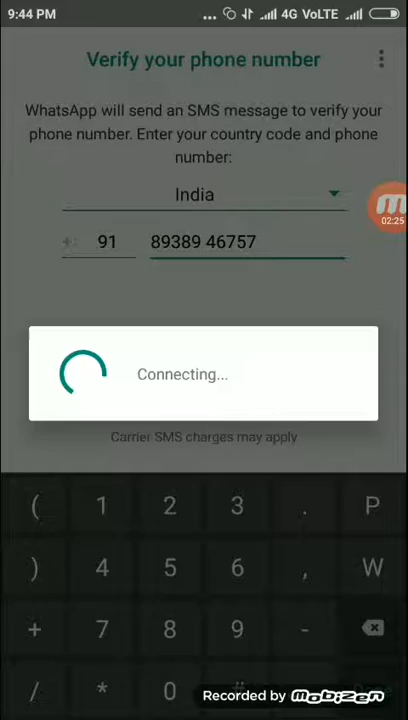 9:44 PM ... 4G VoLTE
Verify your phone number
WhatsApp will send an SMS message to verify your
phone number. Enter your country code and phone
number:
India
02:25
+ 91 89389 46757
Connecting...
Carrier SMS charges may apply
( 1 2 3 . P
) 4 5 6 , W
+ 7 8 9 -
/ * 0 #
Recorded by mobizen